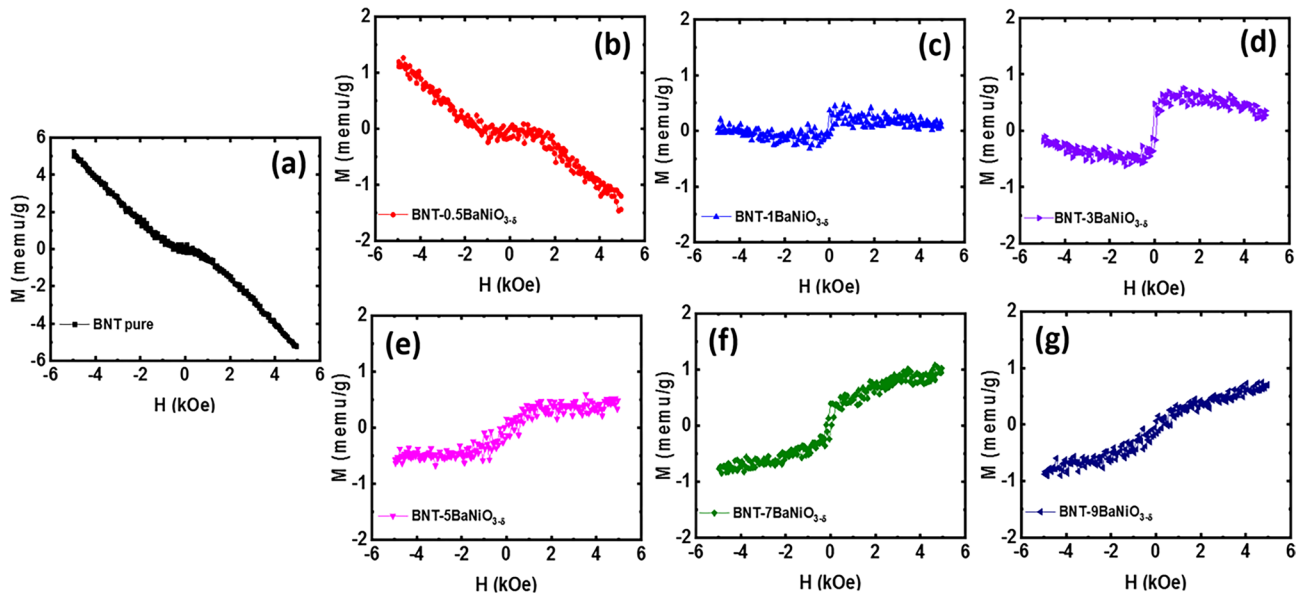 (a)
M (memu/g)
6
4
2
0
-2
-4
-6
BNT pure
-6 -4 -2 0 2 4 6
H (kOe)
(b)
M (memu/g)
2
1
0
-1
-2
BNT-0.5BaNiO₃₋δ
-6 -4 -2 0 2 4 6
H (kOe)
(c)
M (memu/g)
2
1
0
-1
-2
BNT-1BaNiO₃₋δ
-6 -4 -2 0 2 4 6
H (kOe)
(d)
M (memu/g)
2
1
0
-1
-2
BNT-3BaNiO₃₋δ
-6 -4 -2 0 2 4 6
H (kOe)
(e)
M (memu/g)
2
1
0
-1
-2
BNT-5BaNiO₃₋δ
-6 -4 -2 0 2 4 6
H (kOe)
(f)
M (memu/g)
2
1
0
-1
-2
BNT-7BaNiO₃₋δ
-6 -4 -2 0 2 4 6
H (kOe)
(g)
M (memu/g)
2
1
0
-1
-2
BNT-9BaNiO₃₋δ
-6 -4 -2 0 2 4 6
H (kOe)